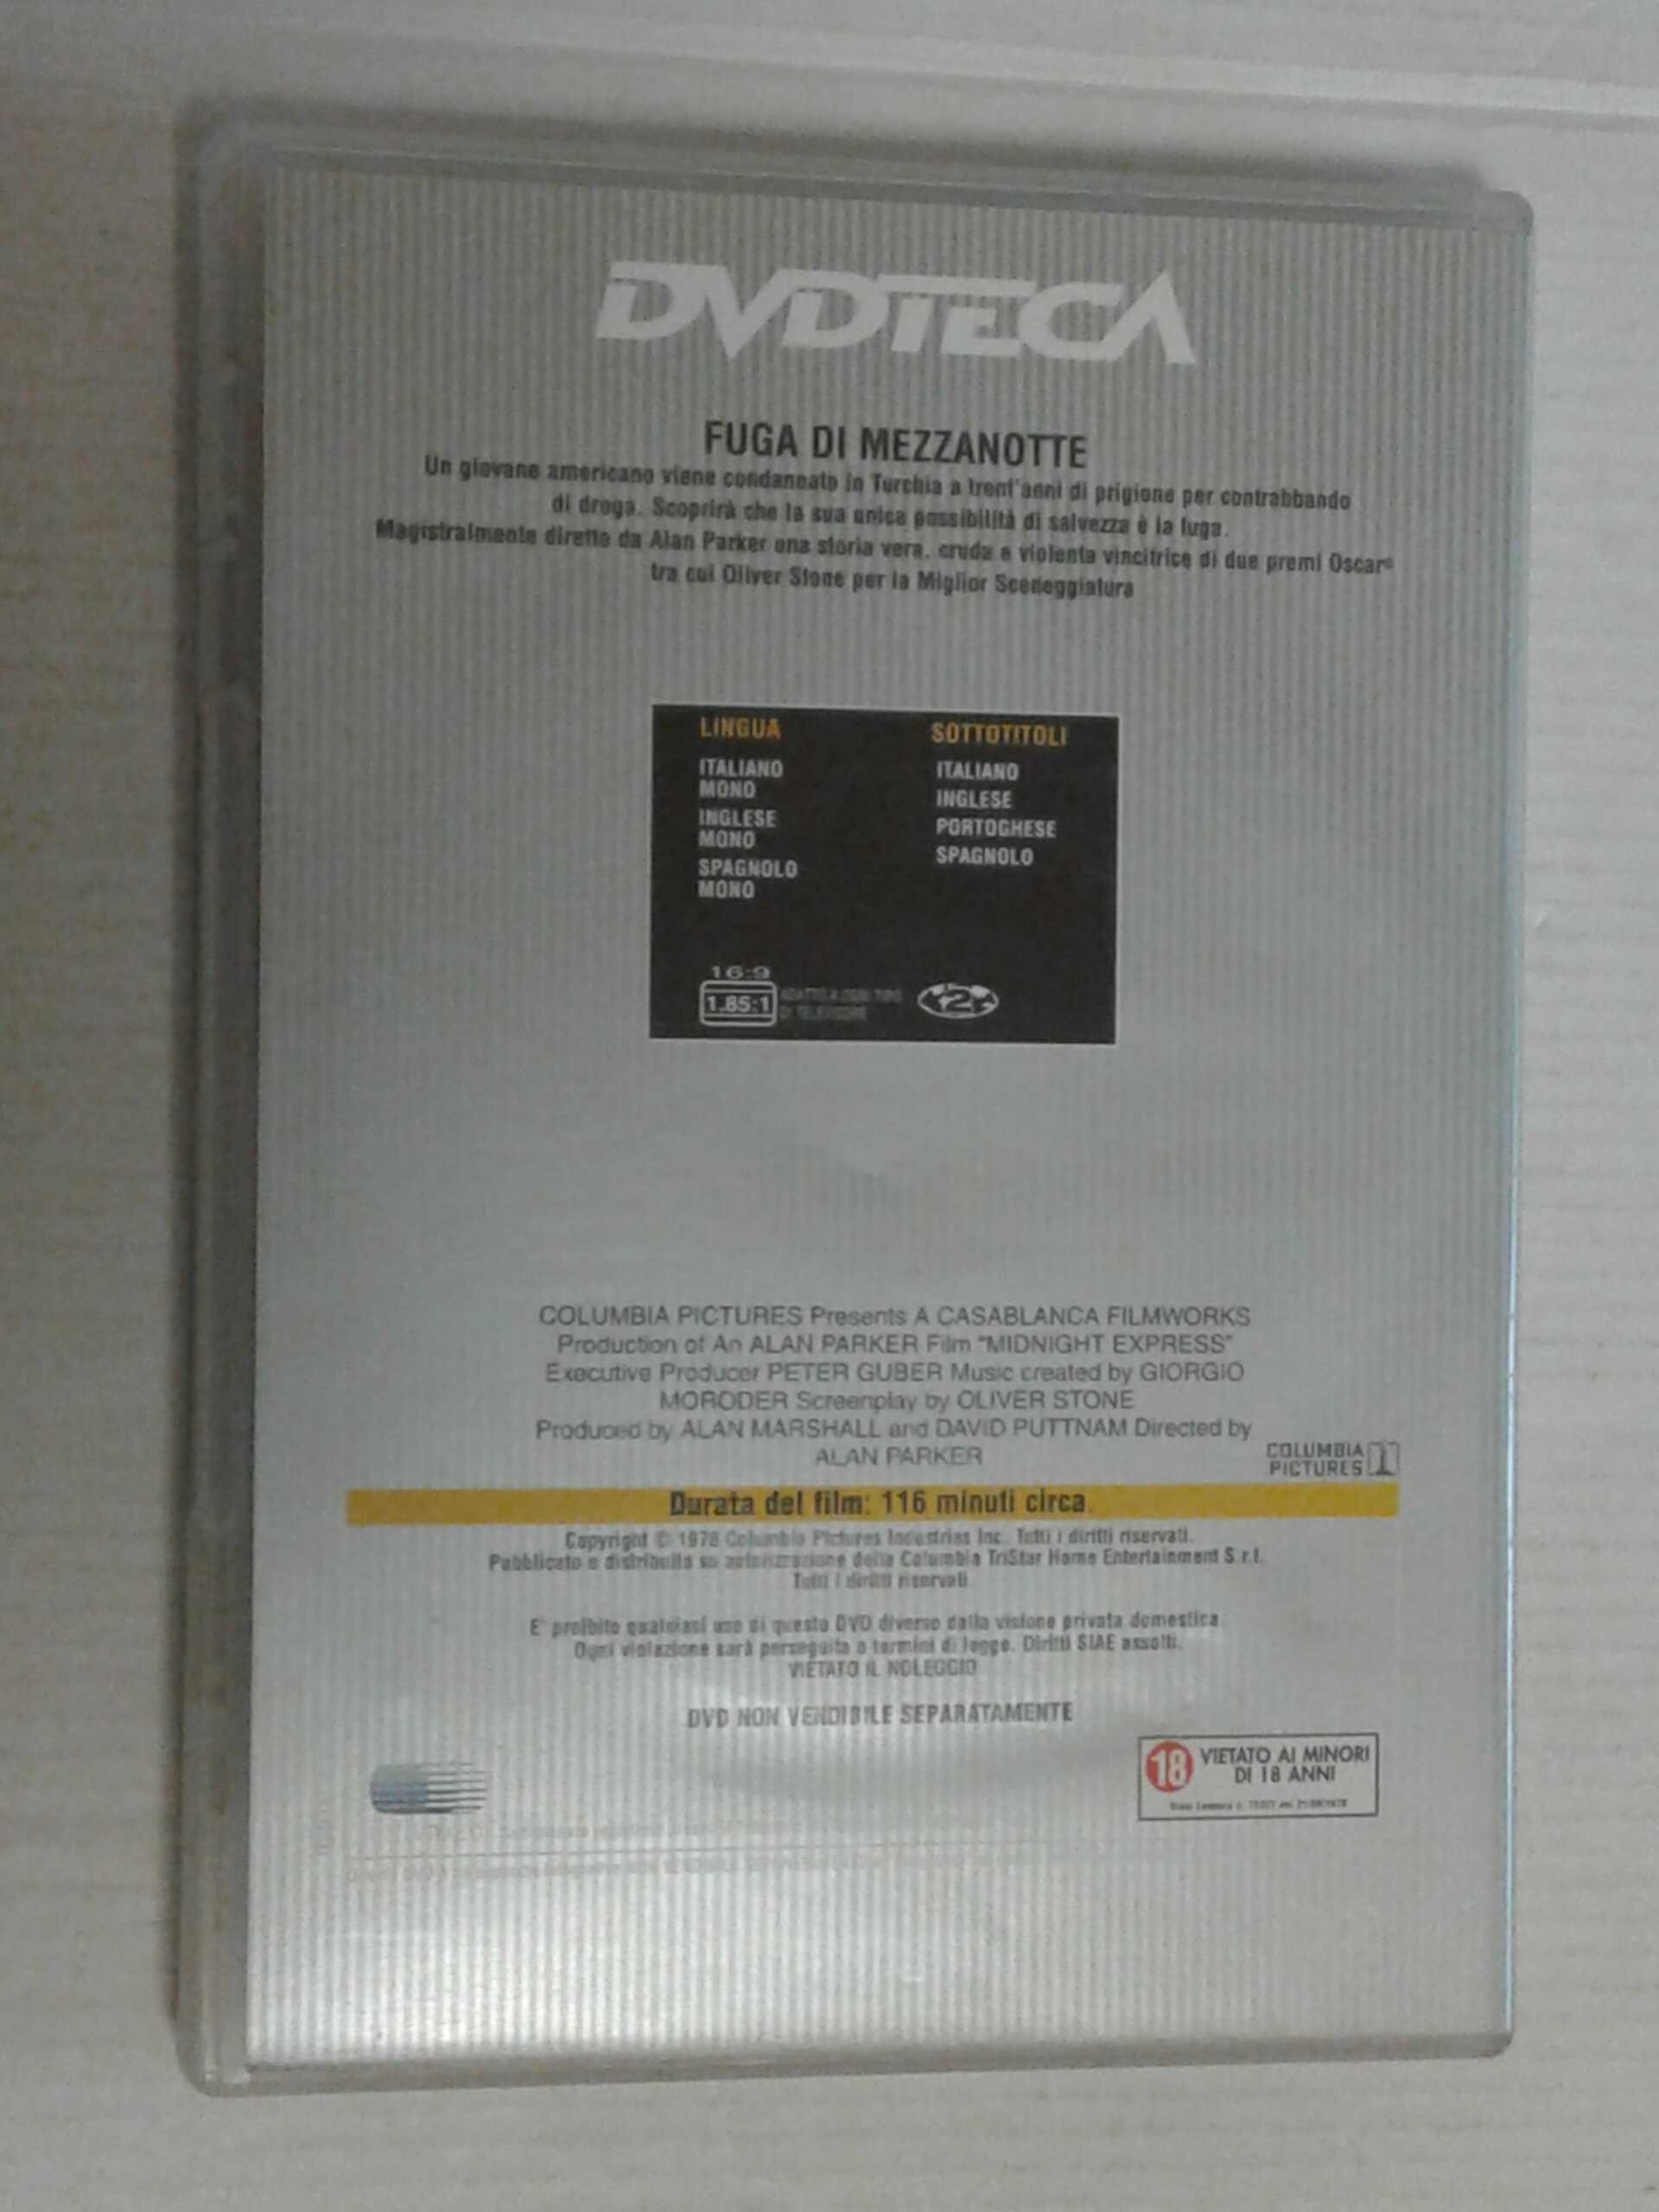 DVDTECA
FUGA DI MEZZANOTTE
Un giovane americano viene condannato in Turchia a trent'anni di prigione per contrabbando
di droga. Scoprirà che la sua unica possibilità di salvezza è la fuga.
Magistralmente diretto da Alan Parker una storia vera, cruda e violenta vincitrice di due premi Oscar®
tra cui Oliver Stone per la Miglior Sceneggiatura
LINGUA
ITALIANO
MONO
INGLESE
MONO
SPAGNOLO
MONO
SOTTOTITOLI
ITALIANO
INGLESE
PORTOGHESE
SPAGNOLO
16:9
1.85:1
ADATTO A OGNI TIPO
DI TELEVISORE
2
COLUMBIA PICTURES Presents A CASABLANCA FILMWORKS
Production of An ALAN PARKER Film "MIDNIGHT EXPRESS"
Executive Producer PETER GUBER Music created by GIORGIO
MORODER Screenplay by OLIVER STONE
Produced by ALAN MARSHALL and DAVID PUTTNAM Directed by
ALAN PARKER
COLUMBIA
PICTURES
Durata del film: 116 minuti circa.
Copyright © 1978 Columbia Pictures Industries Inc. Tutti i diritti riservati.
Pubblicato e distribuito su autorizzazione della Columbia TriStar Home Entertainment S.r.l.
Tutti i diritti riservati
E' proibito qualsiasi uso di questo DVD diverso dalla visione privata domestica.
Ogni violazione sarà perseguita a termini di legge. Diritti SIAE assolti.
VIETATO IL NOLEGGIO
DVD NON VENDIBILE SEPARATAMENTE
18 VIETATO AI MINORI
DI 18 ANNI